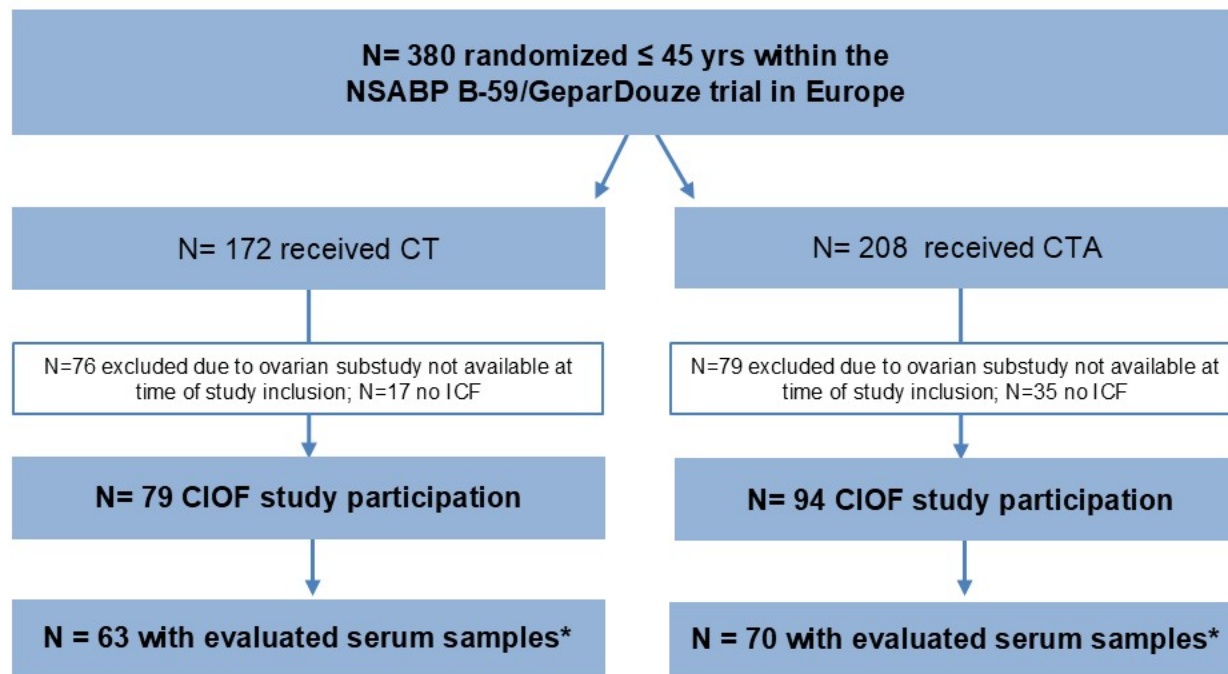 N= 380 randomized ≤ 45 yrs within the
NSABP B-59/GeparDouze trial in Europe
N= 172 received CT
N= 208 received CTA
N=76 excluded due to ovarian substudy not available at
time of study inclusion; N=17 no ICF
N=79 excluded due to ovarian substudy not available at
time of study inclusion; N=35 no ICF
N= 79 CIOF study participation
N= 94 CIOF study participation
N = 63 with evaluated serum samples*
N = 70 with evaluated serum samples*